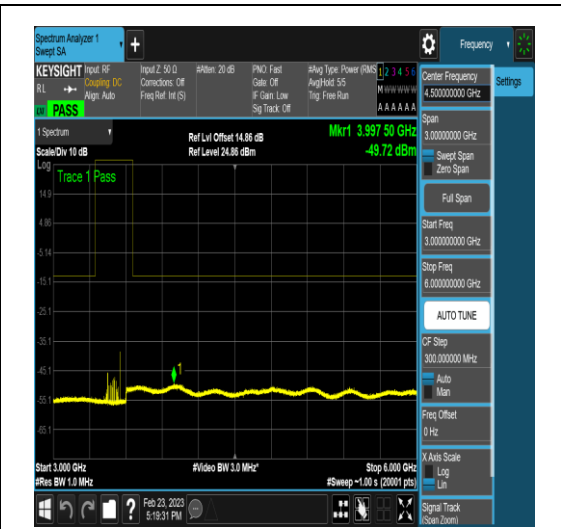 Spectrum Analyzer 1
Swept SA
+
Frequency
KEYSIGHT
RL
PASS
Input: RF
Coupling: DC
Align: Auto
Input Z: 50 Ω
Corrections: Off
Freq Ref: Int (S)
#Atten: 20 dB
PNO: Fast
Gate: Off
IF Gain: Low
Sig Track: Off
#Avg Type: Power (RMS
Avg|Hold: 5/5
Trig: Free Run
1 2 3 4 5 6
M W W W W W
A A A A A A
1 Spectrum
Scale/Div 10 dB
Ref Lvl Offset 14.86 dB
Ref Level 24.86 dBm
Mkr1 3.997 50 GHz
-49.72 dBm
Log
Trace 1 Pass
14.9
4.86
-5.14
-15.1
-25.1
-35.1
-45.1
-55.1
-65.1
1
Start 3.000 GHz
#Res BW 1.0 MHz
#Video BW 3.0 MHz*
Stop 6.000 GHz
#Sweep ~1.00 s (20001 pts)
Feb 23, 2023
5:19:31 PM
Center Frequency
4.500000000 GHz
Settings
Span
3.00000000 GHz
Swept Span
Zero Span
Full Span
Start Freq
3.000000000 GHz
Stop Freq
6.000000000 GHz
AUTO TUNE
CF Step
300.000000 MHz
Auto
Man
Freq Offset
0 Hz
X Axis Scale
Log
Lin
Signal Track
(Span Zoom)